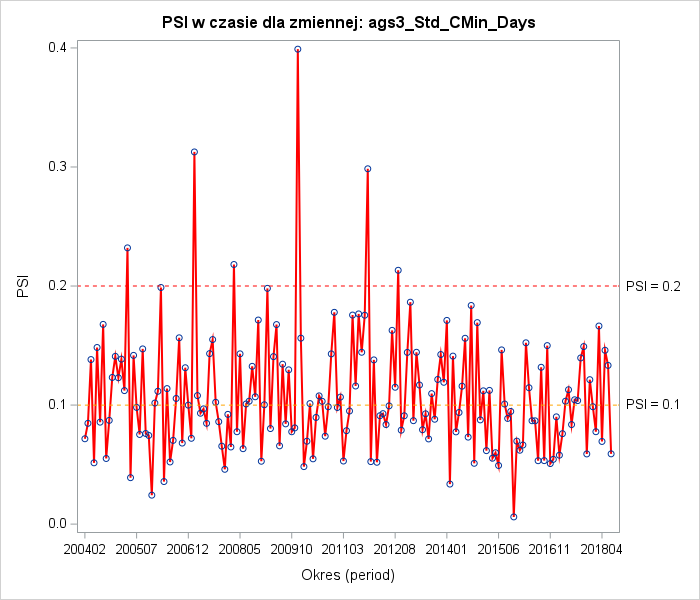 PSI w czasie dla zmiennej: ags3_Std_CMin_Days
0.4
0.3
0.2
0.1
0.0
PSI
PSI = 0.2
PSI = 0.1
200402 200507 200612 200805 200910 201103 201208 201401 201506 201611 201804
Okres (period)